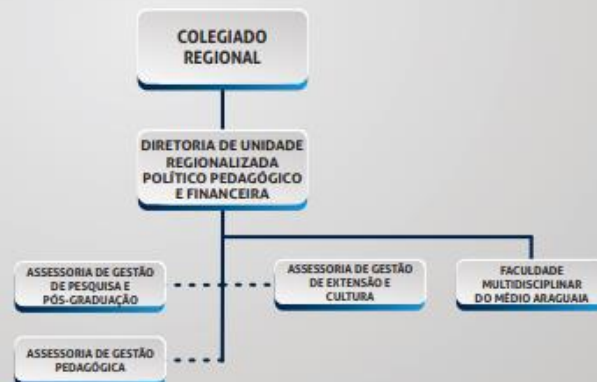 COLEGIADO
REGIONAL
DIRETORIA DE UNIDADE
REGIONALIZADA
POLÍTICO PEDAGÓGICO
E FINANCEIRA
ASSESSORIA DE GESTÃO
DE PESQUISA E
PÓS-GRADUAÇÃO
ASSESSORIA DE GESTÃO
DE EXTENSÃO E
CULTURA
FACULDADE
MULTIDISCIPLINAR
DO MÉDIO ARAGUAIA
ASSESSORIA DE GESTÃO
PEDAGÓGICA